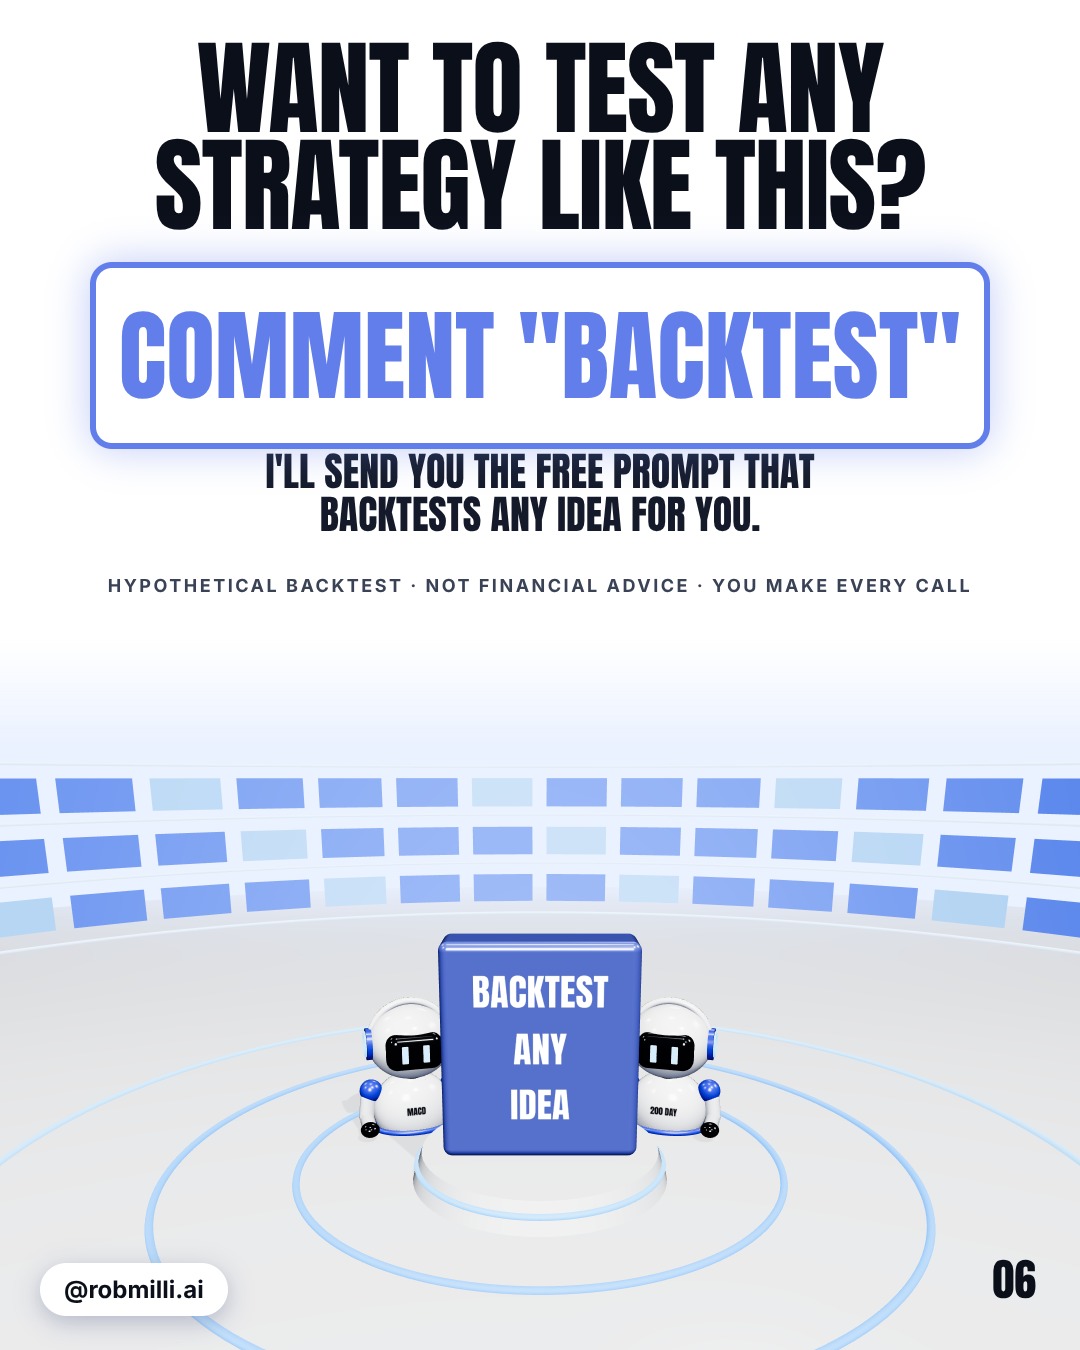 WANT TO TEST ANY
STRATEGY LIKE THIS?
COMMENT "BACKTEST"
I'LL SEND YOU THE FREE PROMPT THAT
BACKTESTS ANY IDEA FOR YOU.
HYPOTHETICAL BACKTEST · NOT FINANCIAL ADVICE · YOU MAKE EVERY CALL
BACKTEST
ANY
IDEA
MACD
200 DAY
@robmilli.ai
06